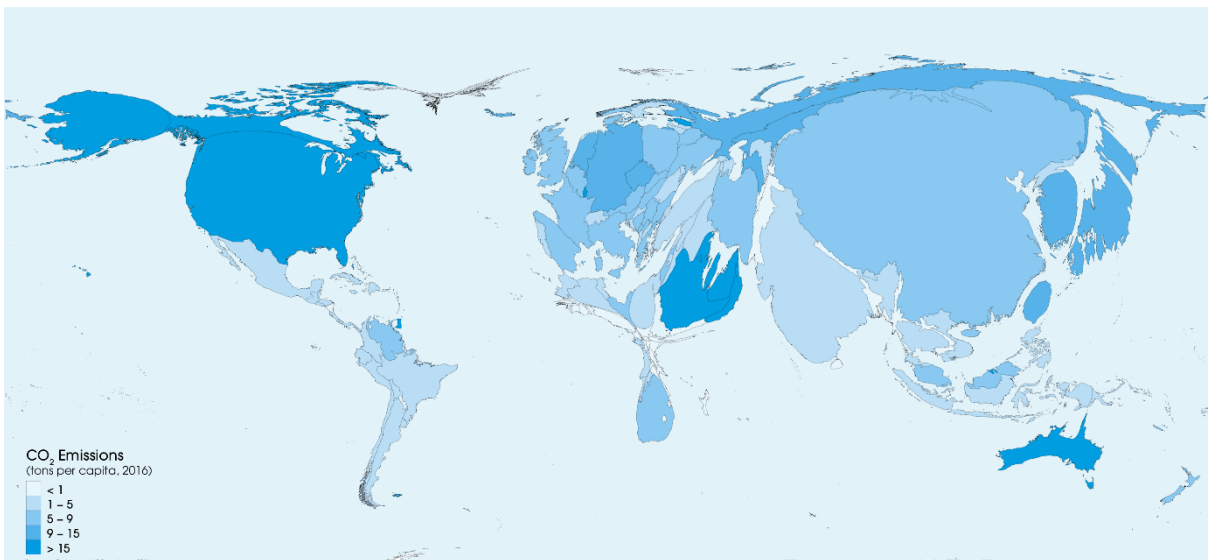 CO₂ Emissions
(tons per capita, 2016)
< 1
1 – 5
5 – 9
9 – 15
> 15